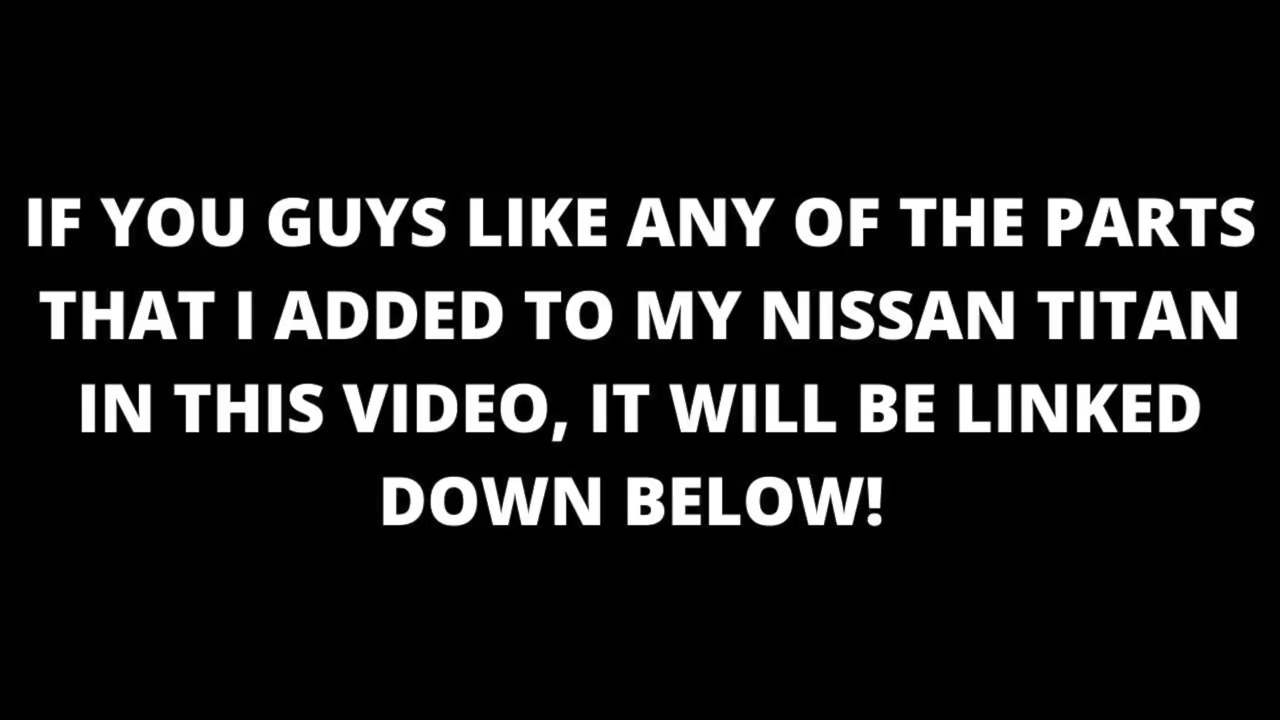 IF YOU GUYS LIKE ANY OF THE PARTS
THAT I ADDED TO MY NISSAN TITAN
IN THIS VIDEO, IT WILL BE LINKED
DOWN BELOW!